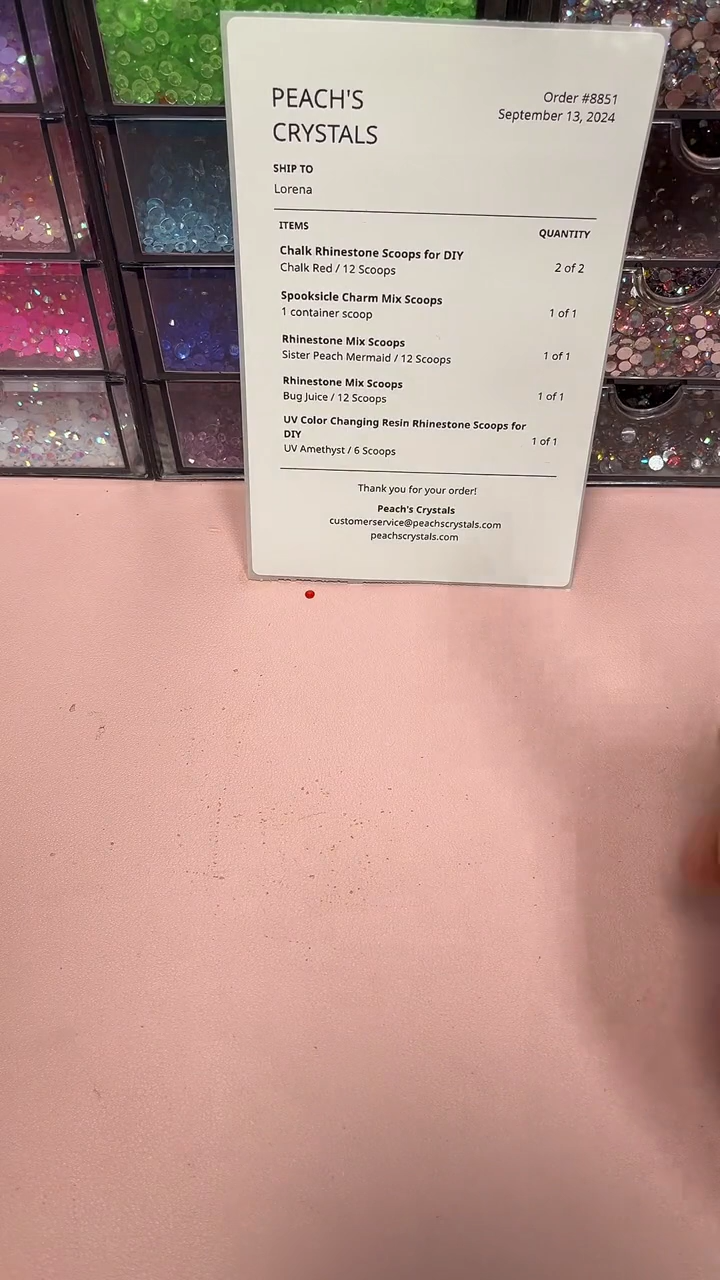 PEACH'S
CRYSTALS
Order #8851
September 13, 2024
SHIP TO
Lorena
ITEMS QUANTITY
Chalk Rhinestone Scoops for DIY
Chalk Red / 12 Scoops 2 of 2
Spooksicle Charm Mix Scoops
1 container scoop 1 of 1
Rhinestone Mix Scoops
Sister Peach Mermaid / 12 Scoops 1 of 1
Rhinestone Mix Scoops
Bug Juice / 12 Scoops 1 of 1
UV Color Changing Resin Rhinestone Scoops for
DIY 1 of 1
UV Amethyst / 6 Scoops
Thank you for your order!
Peach's Crystals
customerservice@peachscrystals.com
peachscrystals.com